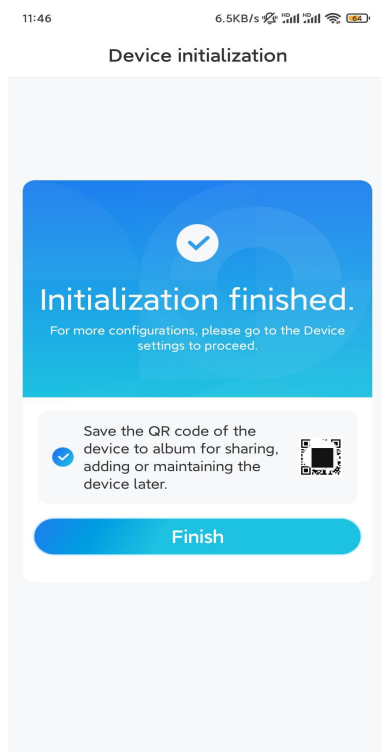 11:46 6.5KB/s HD HD 64
Device initialization
Initialization finished.
For more configurations, please go to the Device
settings to proceed.
Save the QR code of the
device to album for sharing,
adding or maintaining the
device later.
Finish